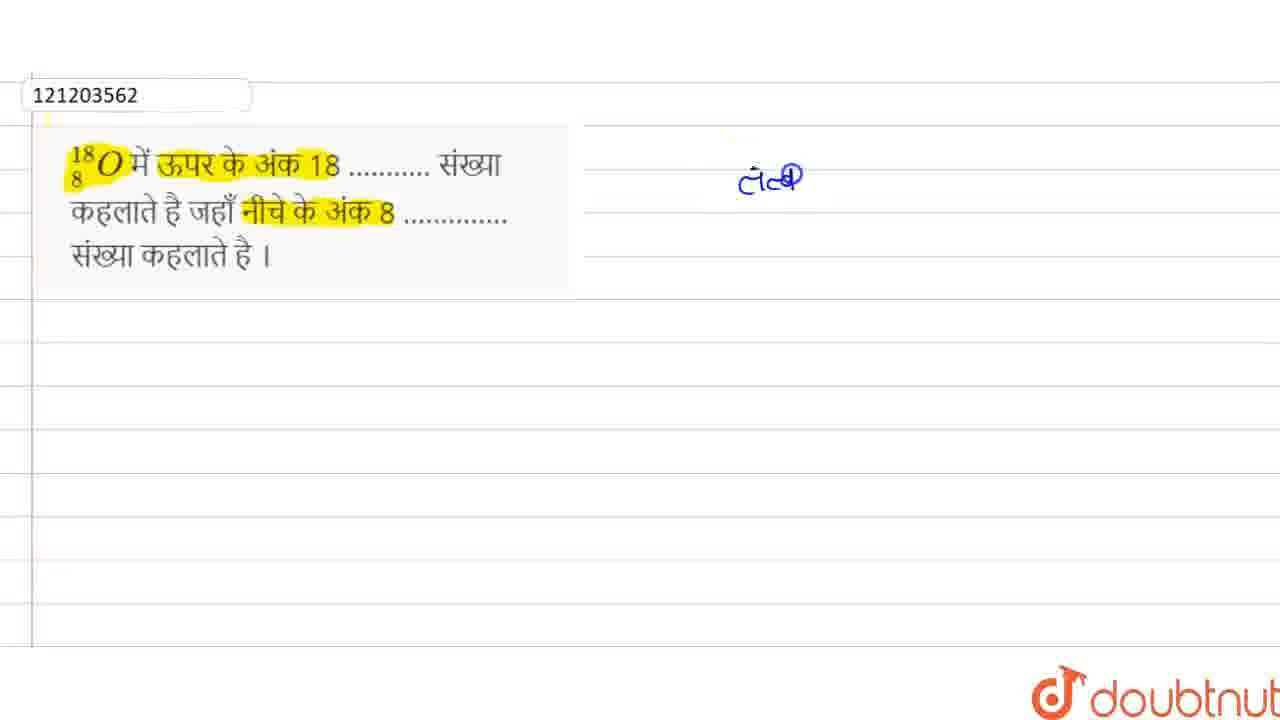 121203562
¹⁸₈O में ऊपर के अंक 18 ........... संख्या
कहलाते है जहाँ नीचे के अंक 8 ..............
संख्या कहलाते है ।
doubtnut